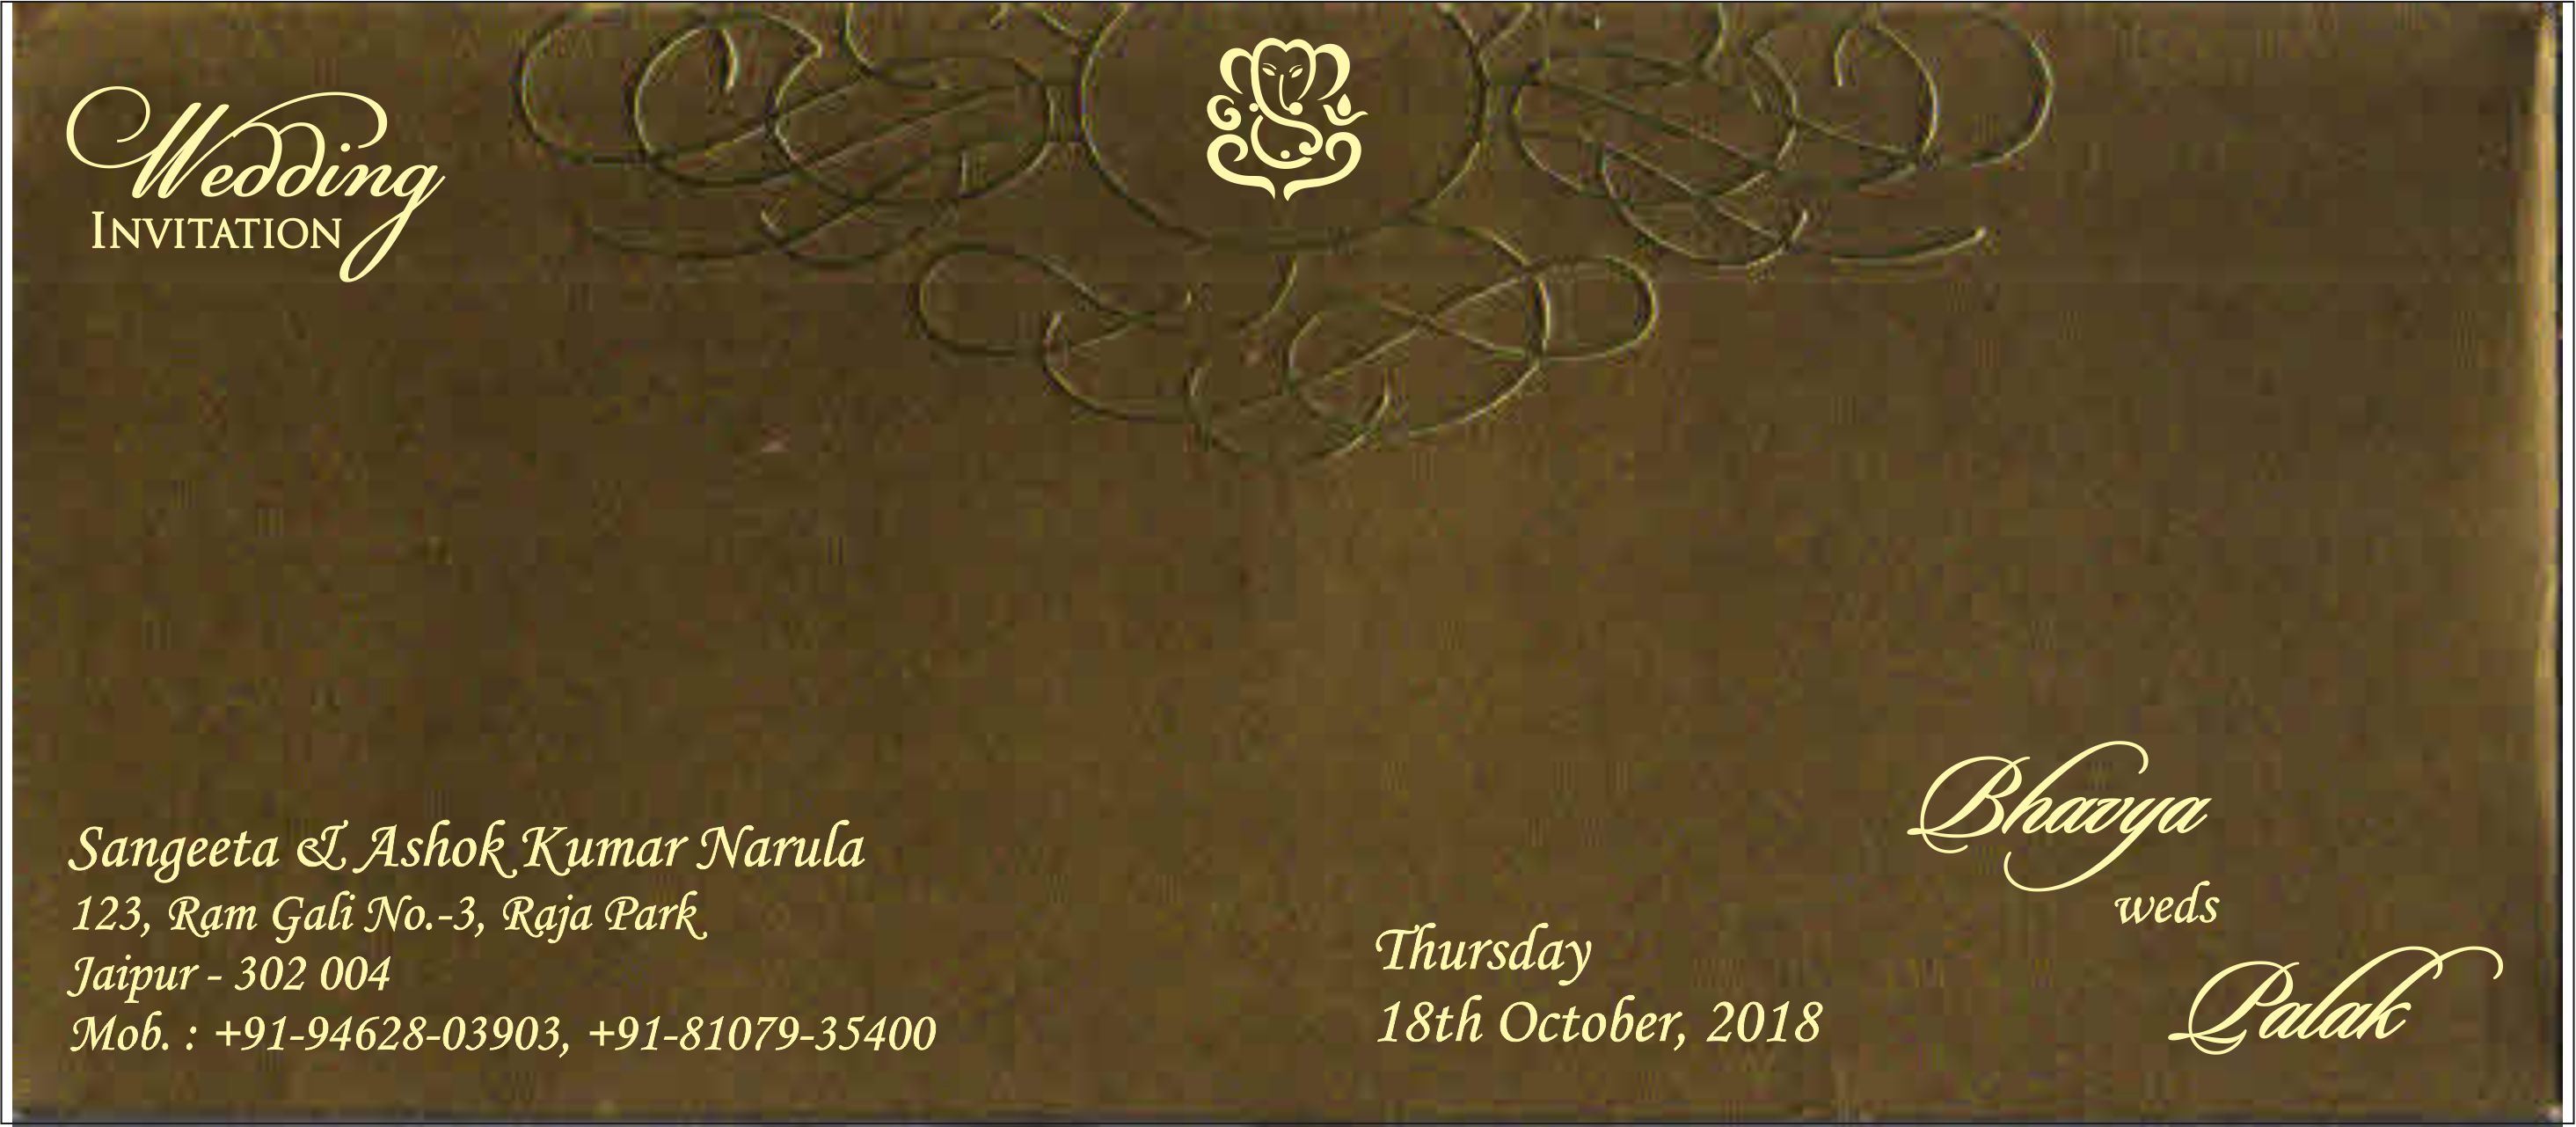 Wedding
INVITATION
Sangeeta & Ashok Kumar Narula
123, Ram Gali No.-3, Raja Park
Jaipur - 302 004
Mob. : +91-94628-03903, +91-81079-35400
Thursday
18th October, 2018
Bhavya
weds
Palak